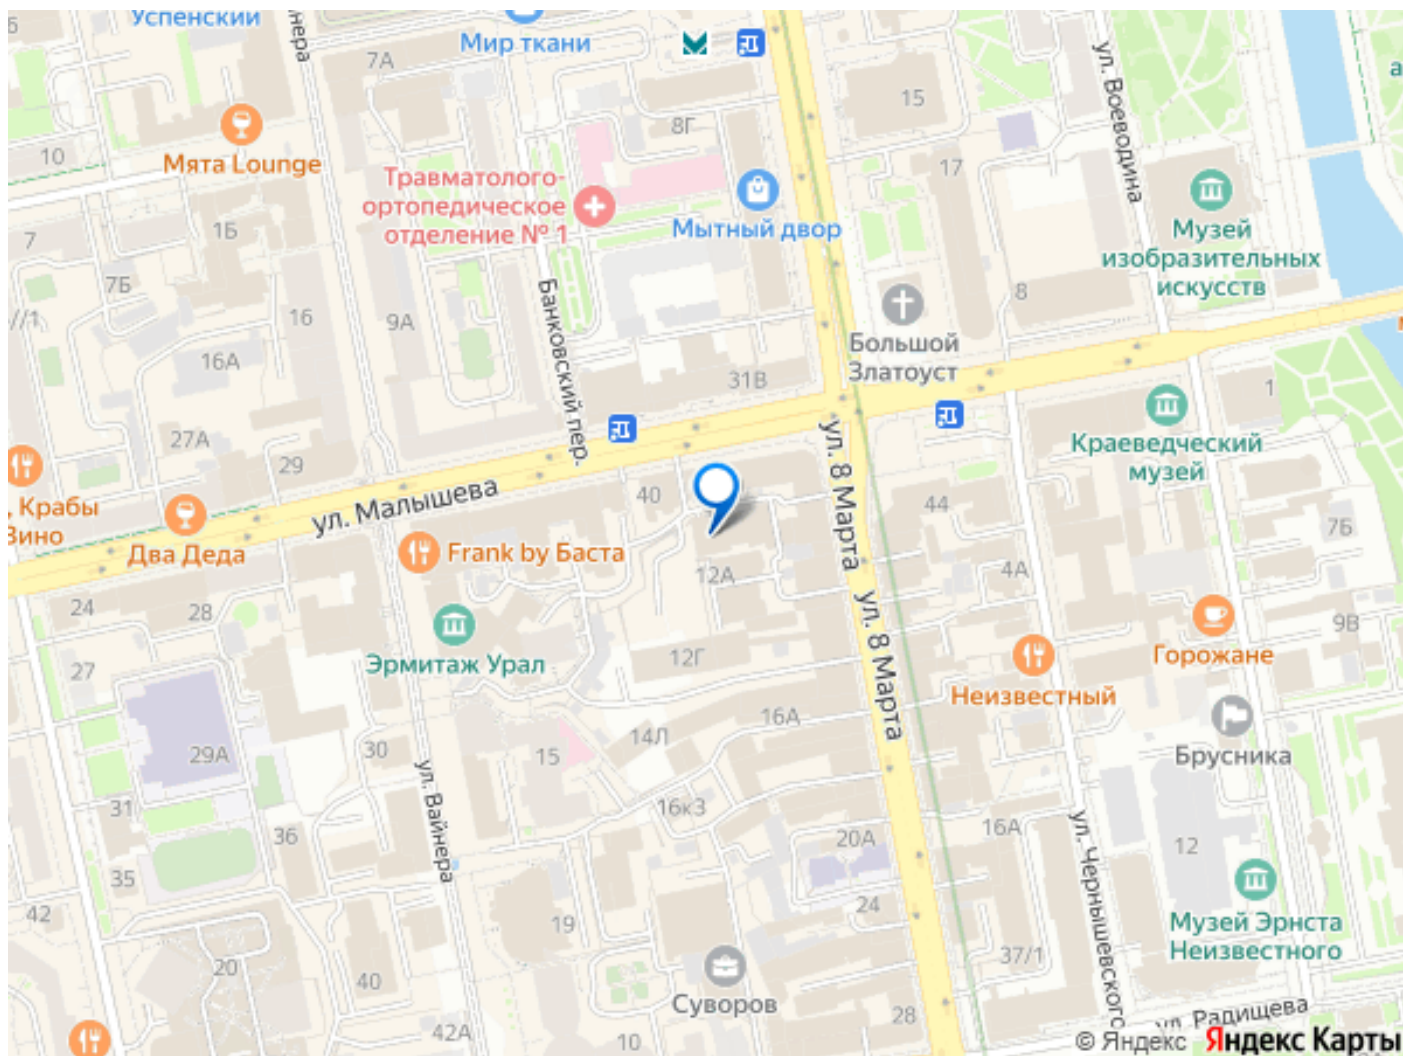 Успенский
Мир ткани
7А
15
8Г
ул. Воеводина
10
Мята Lounge
17
Травматолого-
ортопедическое
отделение № 1
Мытный двор
Музей
изобразительных
искусств
7
1Б
7Б
Банковский пер.
8
16
9А
Большой
Златоуст
16А
31В
1
27А
29
Краеведческий
музей
Крабы
ул. Малышева
40
ул. 8 Марта
44
7Б
Два Деда
Frank by Баста
12А
4А
24
28
ул. 8 Марта
9В
Эрмитаж Урал
12Г
Горожане
27
Неизвестный
16А
14Л
15
29А
30
Брусника
ул. Вайнера
31
16к3
36
20А
16А
ул. Чернышевского
12
35
24
42
19
Музей Эрнста
Неизвестного
20
37/1
40
Суворов
28
ул. Радищева
42А
10
© Яндекс Яндекс Карты